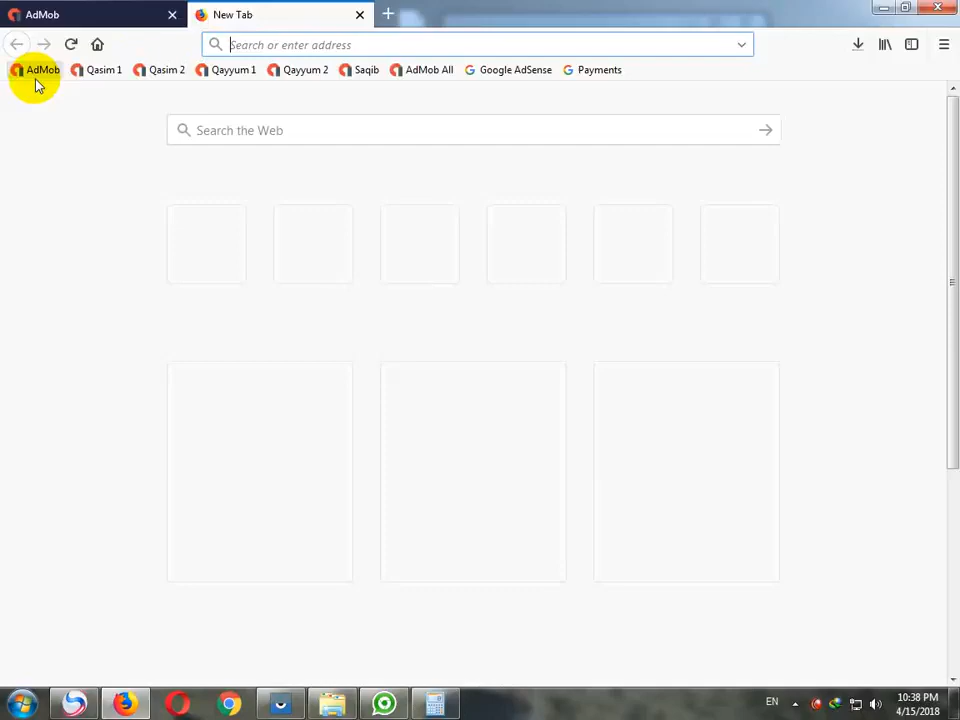 AdMob
New Tab
Search or enter address
AdMob Qasim 1 Qasim 2 Qayyum 1 Qayyum 2 Saqib AdMob All Google AdSense Payments
Search the Web
EN
10:38 PM
4/15/2018